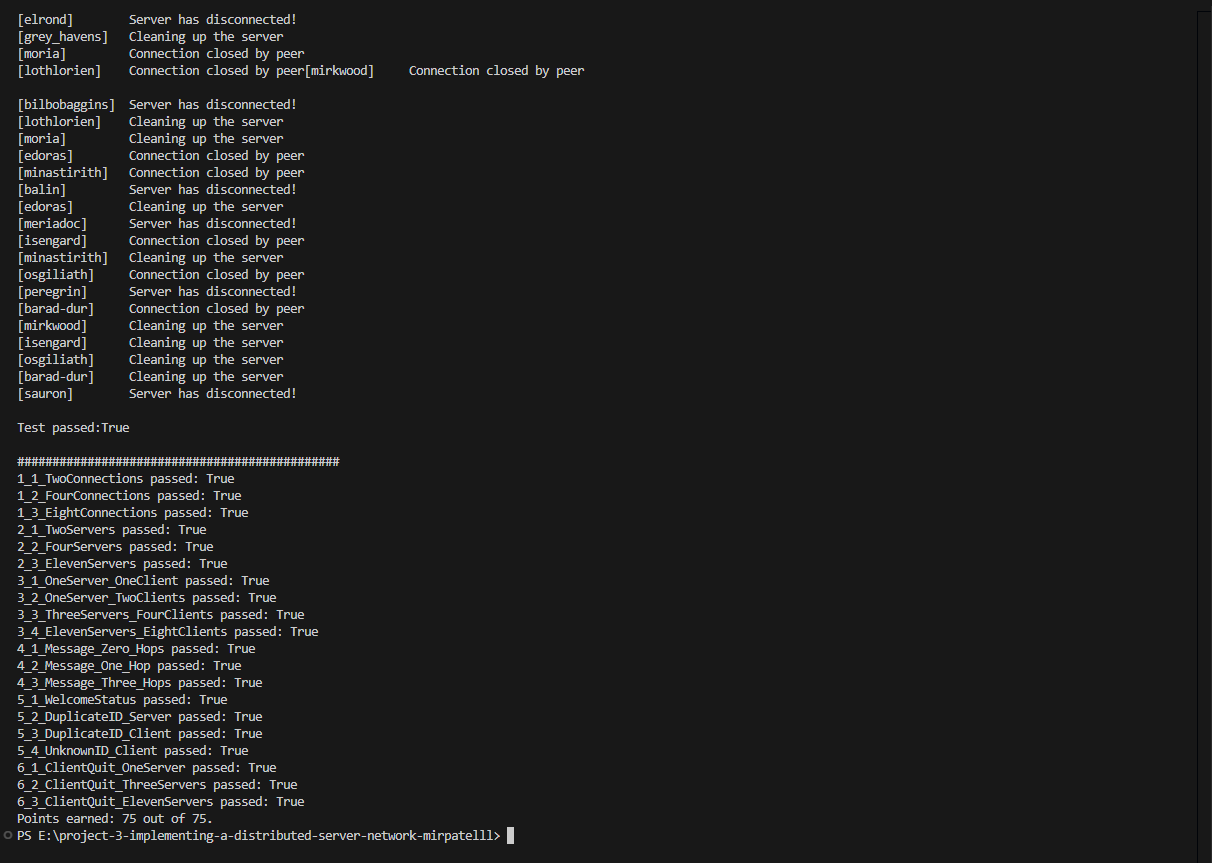 [elrond]        Server has disconnected!
[grey_havens]   Cleaning up the server
[moria]         Connection closed by peer
[lothlorien]    Connection closed by peer[mirkwood]     Connection closed by peer

[bilbobaggins]  Server has disconnected!
[lothlorien]    Cleaning up the server
[moria]         Cleaning up the server
[edoras]        Connection closed by peer
[minastirith]   Connection closed by peer
[balin]         Server has disconnected!
[edoras]        Cleaning up the server
[meriadoc]      Server has disconnected!
[isengard]      Connection closed by peer
[minastirith]   Cleaning up the server
[osgiliath]     Connection closed by peer
[peregrin]      Server has disconnected!
[barad-dur]     Connection closed by peer
[mirkwood]      Cleaning up the server
[isengard]      Cleaning up the server
[osgiliath]     Cleaning up the server
[barad-dur]     Cleaning up the server
[sauron]        Server has disconnected!

Test passed:True

##############################################
1_1_TwoConnections passed: True
1_2_FourConnections passed: True
1_3_EightConnections passed: True
2_1_TwoServers passed: True
2_2_FourServers passed: True
2_3_ElevenServers passed: True
3_1_OneServer_OneClient passed: True
3_2_OneServer_TwoClients passed: True
3_3_ThreeServers_FourClients passed: True
3_4_ElevenServers_EightClients passed: True
4_1_Message_Zero_Hops passed: True
4_2_Message_One_Hop passed: True
4_3_Message_Three_Hops passed: True
5_1_WelcomeStatus passed: True
5_2_DuplicateID_Server passed: True
5_3_DuplicateID_Client passed: True
5_4_UnknownID_Client passed: True
6_1_ClientQuit_OneServer passed: True
6_2_ClientQuit_ThreeServers passed: True
6_3_ClientQuit_ElevenServers passed: True
Points earned: 75 out of 75.
PS E:\project-3-implementing-a-distributed-server-network-mirpatelll>